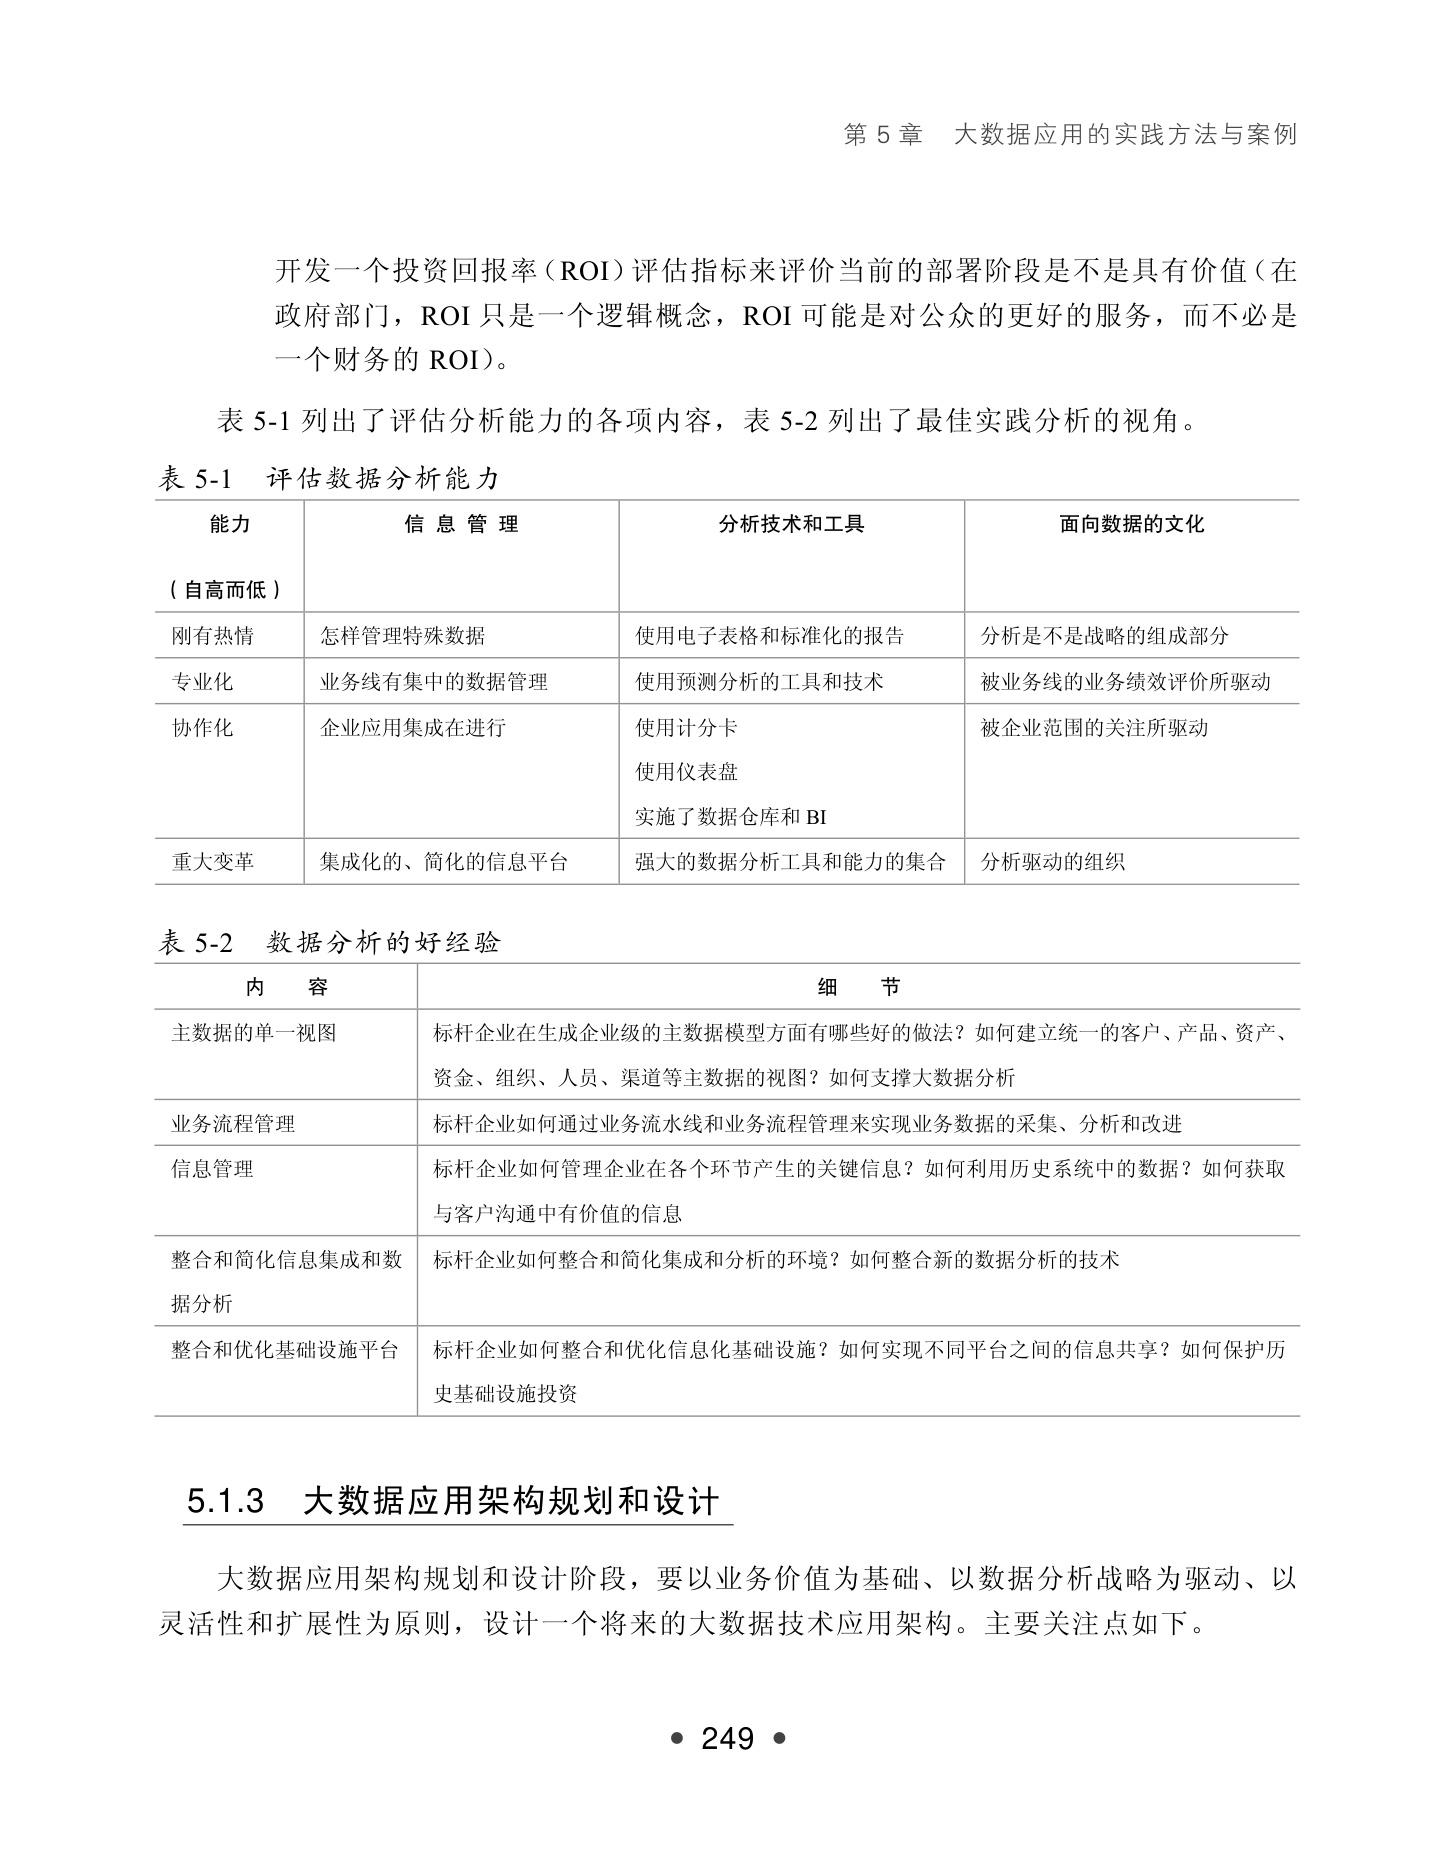 第 5 章　大数据应用的实践方法与案例
开发一个投资回报率（ROI）评估指标来评价当前的部署阶段是不是具有价值（在
政府部门，ROI 只是一个逻辑概念，ROI 可能是对公众的更好的服务，而不必是
一个财务的 ROI）。
表 5-1 列出了评估分析能力的各项内容，表 5-2 列出了最佳实践分析的视角。
表 5-1　评估数据分析能力
能力	信 息 管 理	分析技术和工具	面向数据的文化
（自高而低）
刚有热情	怎样管理特殊数据	使用电子表格和标准化的报告	分析是不是战略的组成部分
专业化	业务线有集中的数据管理	使用预测分析的工具和技术	被业务线的业务绩效评价所驱动
协作化	企业应用集成在进行	使用计分卡	被企业范围的关注所驱动
使用仪表盘
实施了数据仓库和 BI
重大变革	集成化的、简化的信息平台	强大的数据分析工具和能力的集合	分析驱动的组织
表 5-2　数据分析的好经验
内　　容	细　　节
主数据的单一视图	标杆企业在生成企业级的主数据模型方面有哪些好的做法？如何建立统一的客户、产品、资产、
资金、组织、人员、渠道等主数据的视图？如何支撑大数据分析
业务流程管理	标杆企业如何通过业务流水线和业务流程管理来实现业务数据的采集、分析和改进
信息管理	标杆企业如何管理企业在各个环节产生的关键信息？如何利用历史系统中的数据？如何获取
与客户沟通中有价值的信息
整合和简化信息集成和数	标杆企业如何整合和简化集成和分析的环境？如何整合新的数据分析的技术
据分析
整合和优化基础设施平台	标杆企业如何整合和优化信息化基础设施？如何实现不同平台之间的信息共享？如何保护历
史基础设施投资
5.1.3　大数据应用架构规划和设计
大数据应用架构规划和设计阶段，要以业务价值为基础、以数据分析战略为驱动、以
灵活性和扩展性为原则，设计一个将来的大数据技术应用架构。主要关注点如下。
• 249 •